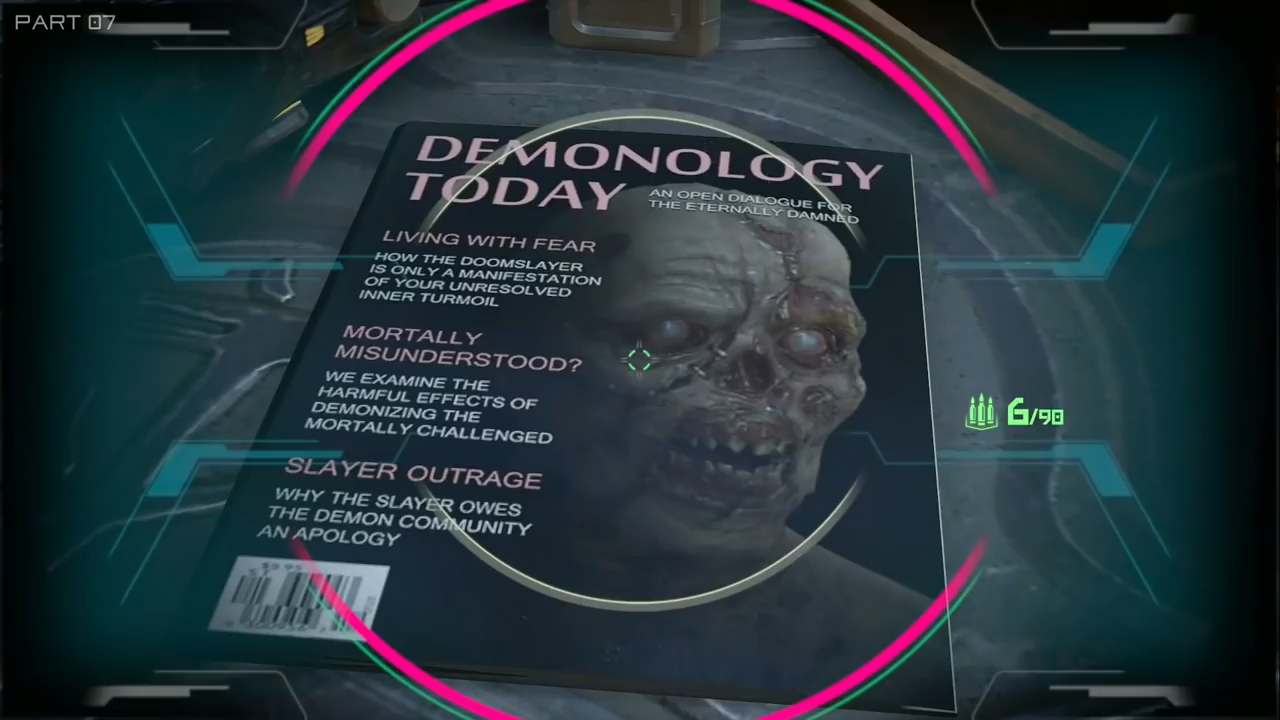 PART 07
DEMONOLOGY
TODAY
AN OPEN DIALOGUE FOR
THE ETERNALLY DAMNED
LIVING WITH FEAR
HOW THE DOOMSLAYER
IS ONLY A MANIFESTATION
OF YOUR UNRESOLVED
INNER TURMOIL
MORTALLY
MISUNDERSTOOD?
WE EXAMINE THE
HARMFUL EFFECTS OF
DEMONIZING THE
MORTALLY CHALLENGED
6/90
SLAYER OUTRAGE
WHY THE SLAYER OWES
THE DEMON COMMUNITY
AN APOLOGY
$5.95